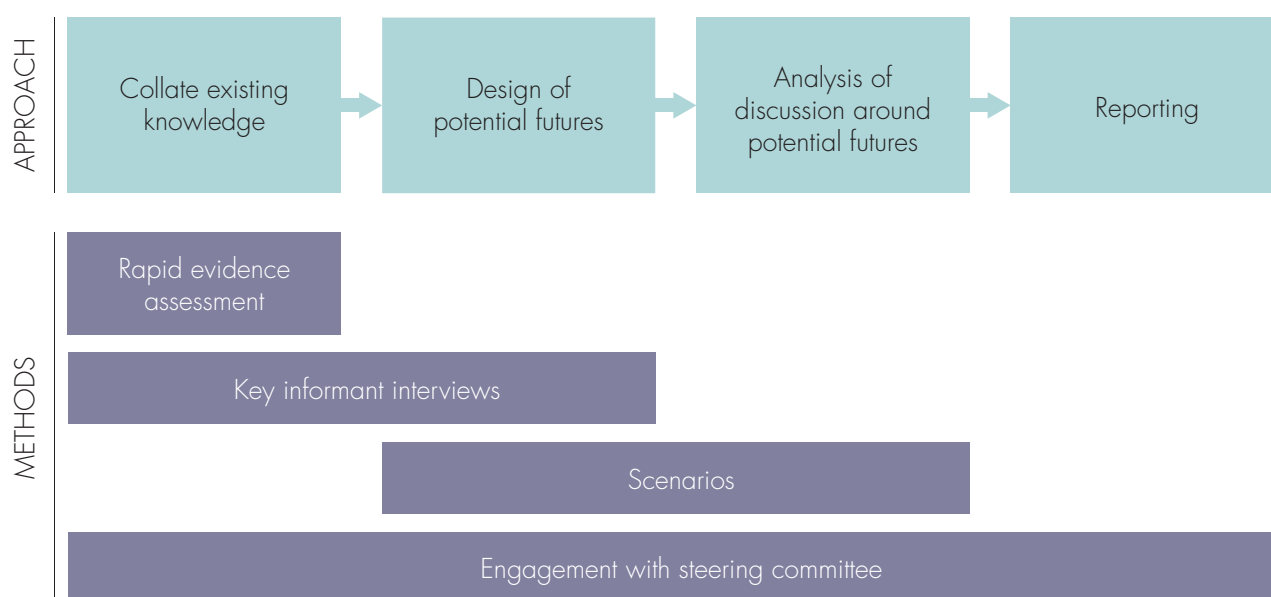 APPROACH
Collate existing
knowledge
Design of
potential futures
Analysis of
discussion around
potential futures
Reporting
METHODS
Rapid evidence
assessment
Key informant interviews
Scenarios
Engagement with steering committee